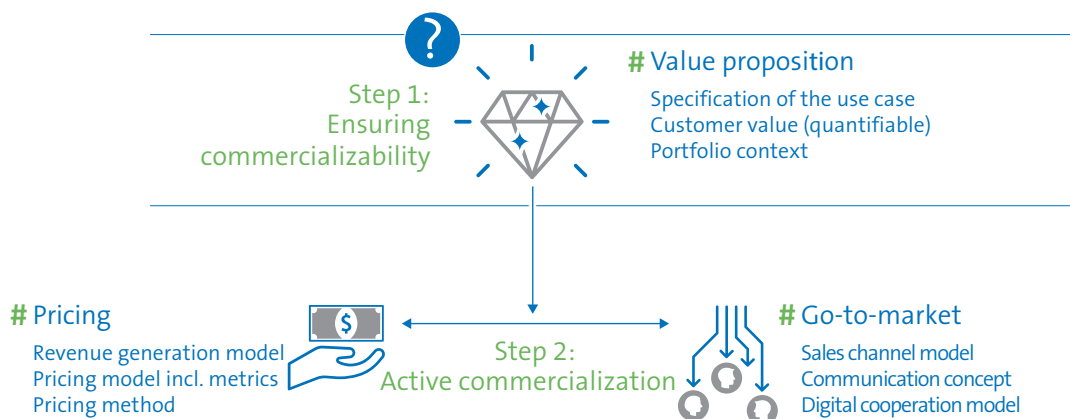 ?
# Value proposition
Step 1:
Ensuring
commercializability
Specification of the use case
Customer value (quantifiable)
Portfolio context
# Pricing
$
Revenue generation model
Pricing model incl. metrics
Pricing method
Step 2:
Active commercialization
# Go-to-market
Sales channel model
Communication concept
Digital cooperation model